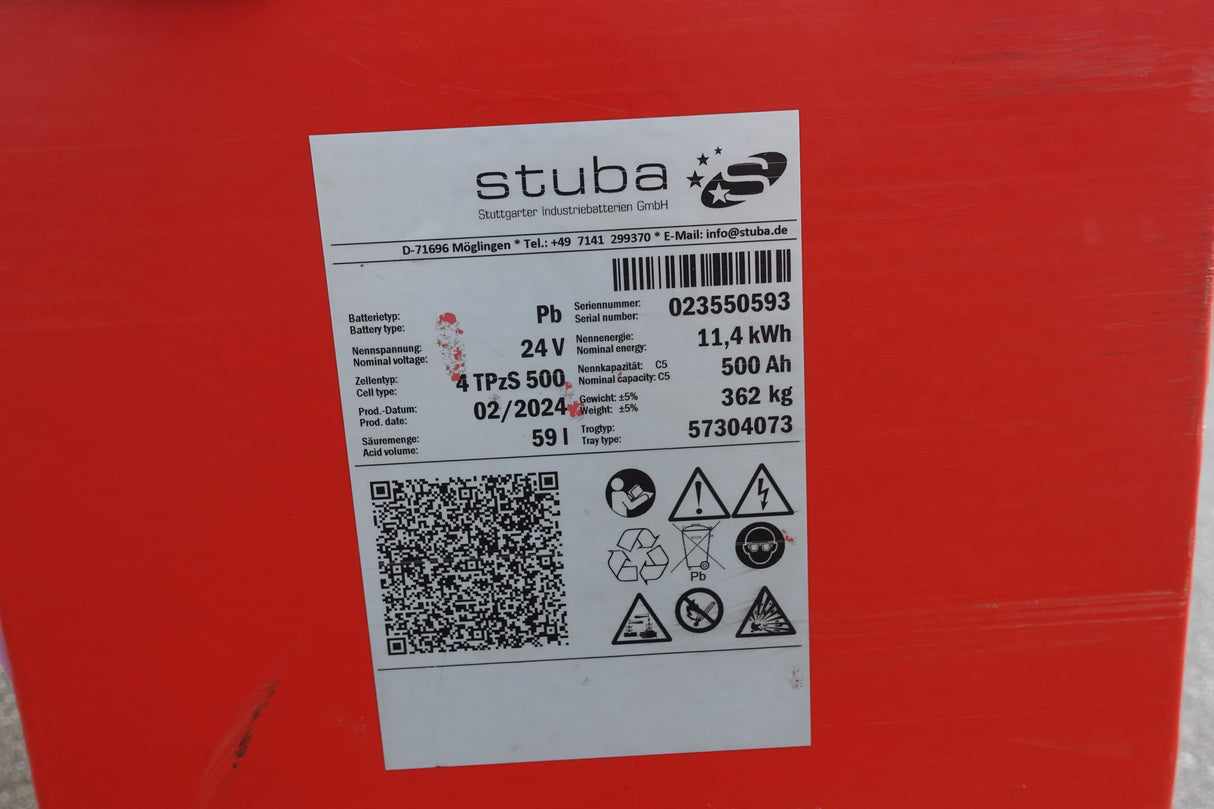 stuba
Stuttgarter Industriebatterien GmbH
D-71696 Möglingen * Tel.: +49 7141 299370 * E-Mail: info@stuba.de
Batterietyp:
Battery type:
Pb
Seriennummer:
Serial number:
023550593
Nennspannung:
Nominal voltage:
24 V
Nennenergie:
Nominal energy:
11,4 kWh
Zellentyp:
Cell type:
4 TPzS 500
Nennkapazität: C5
Nominal capacity: C5
500 Ah
Prod.-Datum:
Prod. date:
02/2024
Gewicht: ±5%
Weight: ±5%
362 kg
Säuremenge:
Acid volume:
59 l
Trogtyp:
Tray type:
57304073
Pb